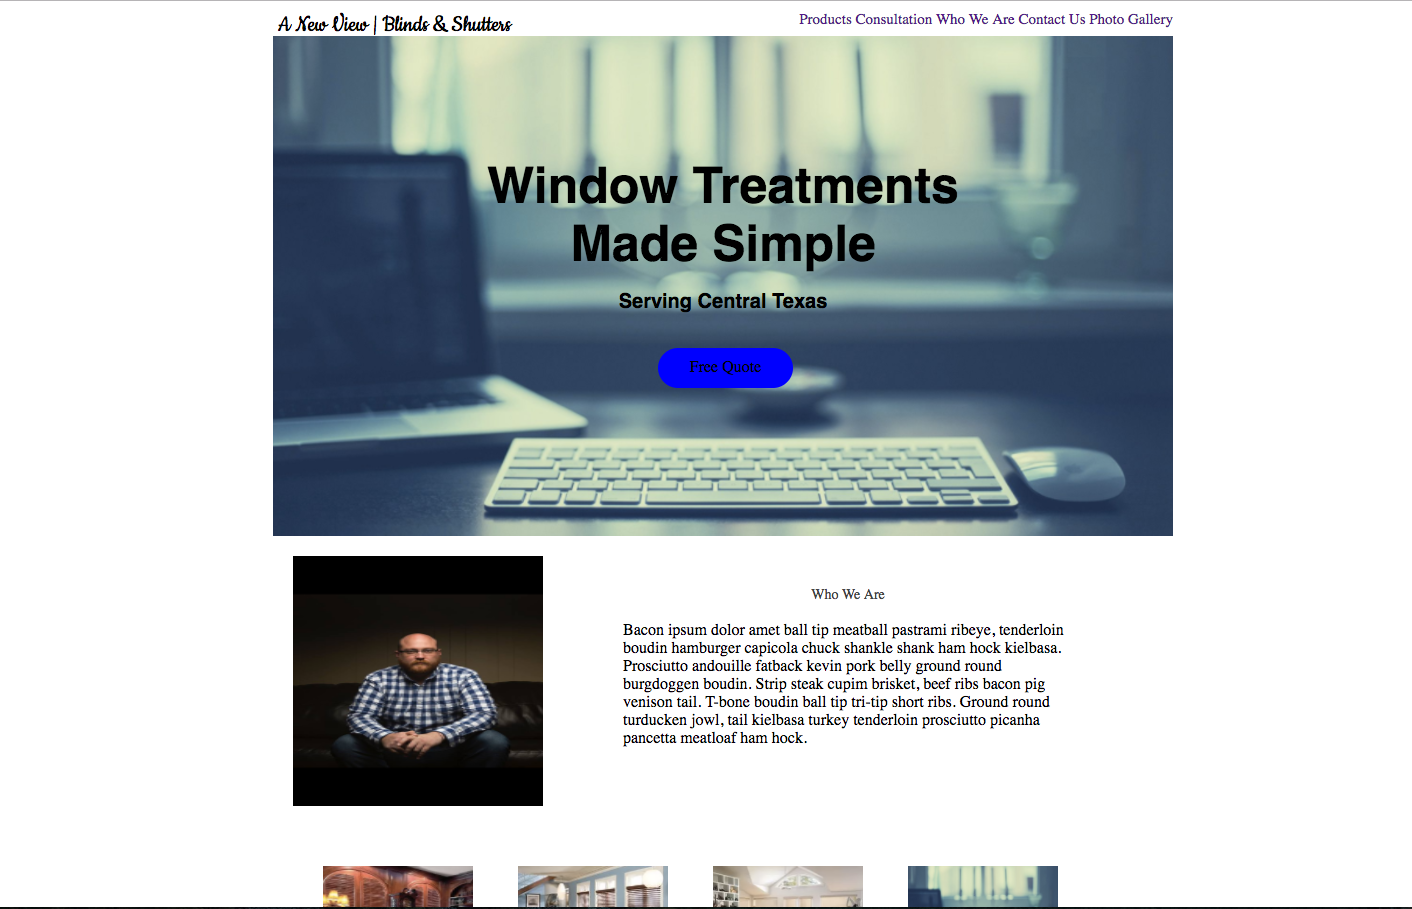 A New View | Blinds & Shutters
Products Consultation Who We Are Contact Us Photo Gallery
Window Treatments
Made Simple
Serving Central Texas
Free Quote
Who We Are
Bacon ipsum dolor amet ball tip meatball pastrami ribeye, tenderloin
boudin hamburger capicola chuck shankle shank ham hock kielbasa.
Prosciutto andouille fatback kevin pork belly ground round
burgdoggen boudin. Strip steak cupim brisket, beef ribs bacon pig
venison tail. T-bone boudin ball tip tri-tip short ribs. Ground round
turducken jowl, tail kielbasa turkey tenderloin prosciutto picanha
pancetta meatloaf ham hock.